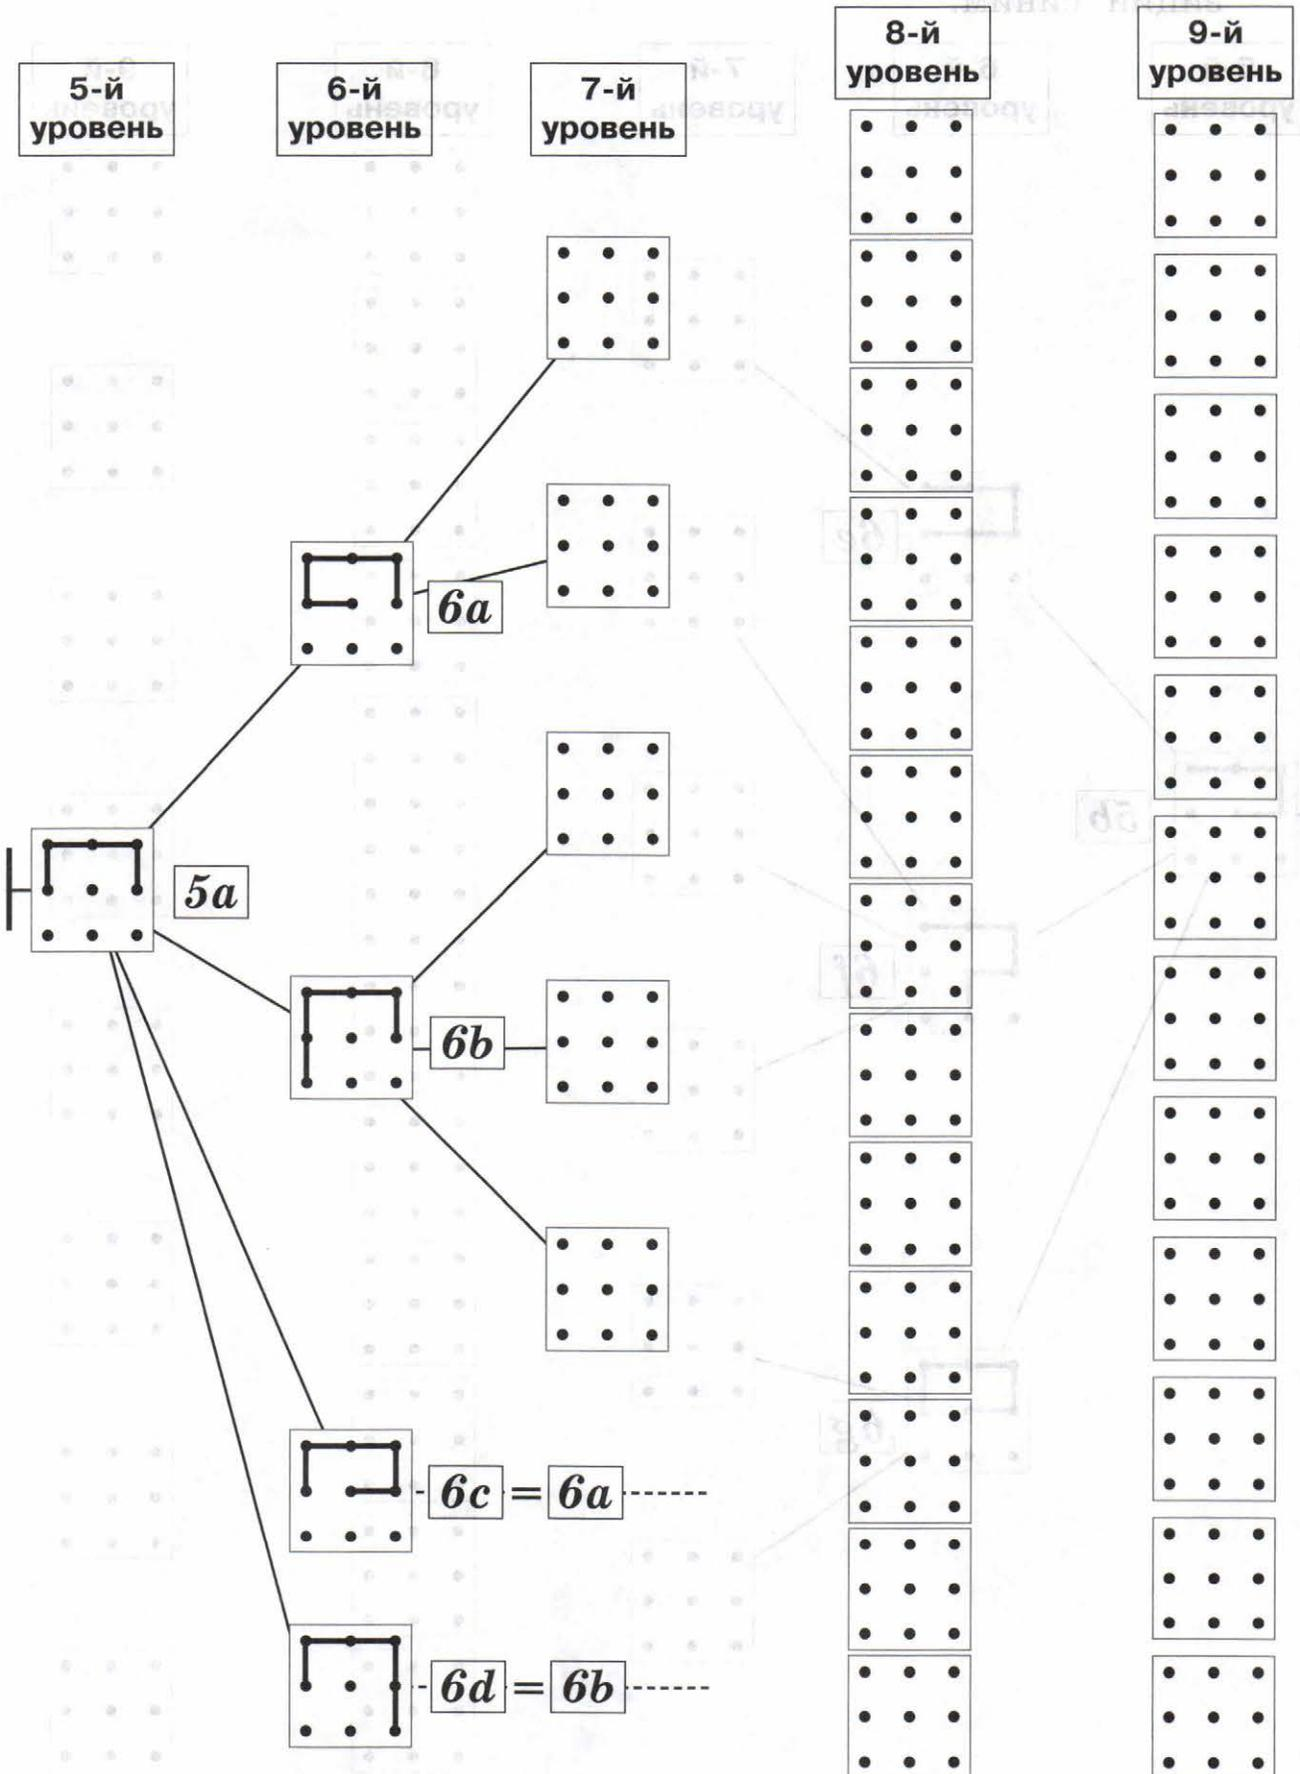 8-й
уровень
9-й
уровень
5-й
уровень
6-й
уровень
7-й
уровень
6a
5a
6b
6c = 6a
6d = 6b